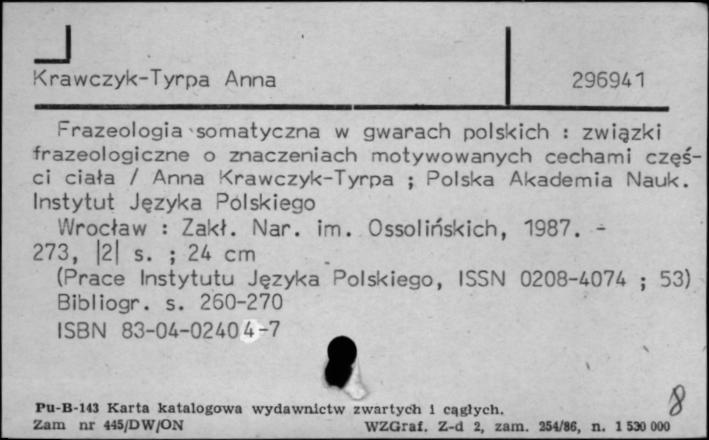 Krawczyk-Tyrpa Anna
296941
Frazeologia somatyczna w gwarach polskich : związki
frazeologiczne o znaczeniach motywowanych cechami częś-
ci ciała / Anna Krawczyk-Tyrpa ; Polska Akademia Nauk.
Instytut Języka Polskiego
Wrocław : Zakł. Nar. im. Ossolińskich, 1987. -
273, |2| s. ; 24 cm
(Prace Instytutu Języka Polskiego, ISSN 0208-4074 ; 53)
Bibliogr. s. 260-270
ISBN 83-04-02404-7
8
Pu-B-143 Karta katalogowa wydawnictw zwartych i cągłych.
Zam nr 445/DW/ON WZGraf. Z-d 2, zam. 254/86, n. 1 530 000